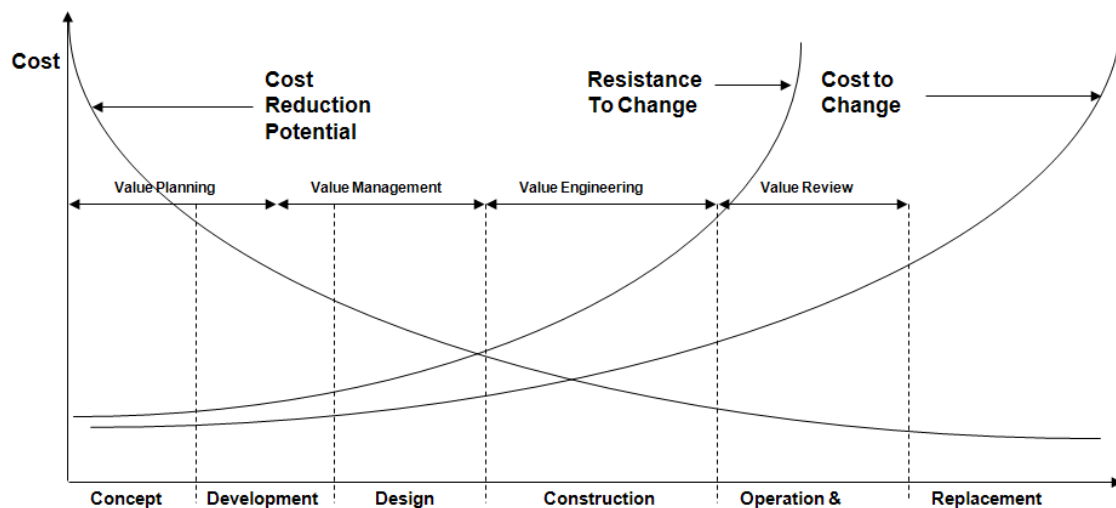 Cost
Cost
Reduction
Potential
Resistance
To Change
Cost to
Change
Value Planning
Value Management
Value Engineering
Value Review
Concept
Development
Design
Construction
Operation &
Replacement